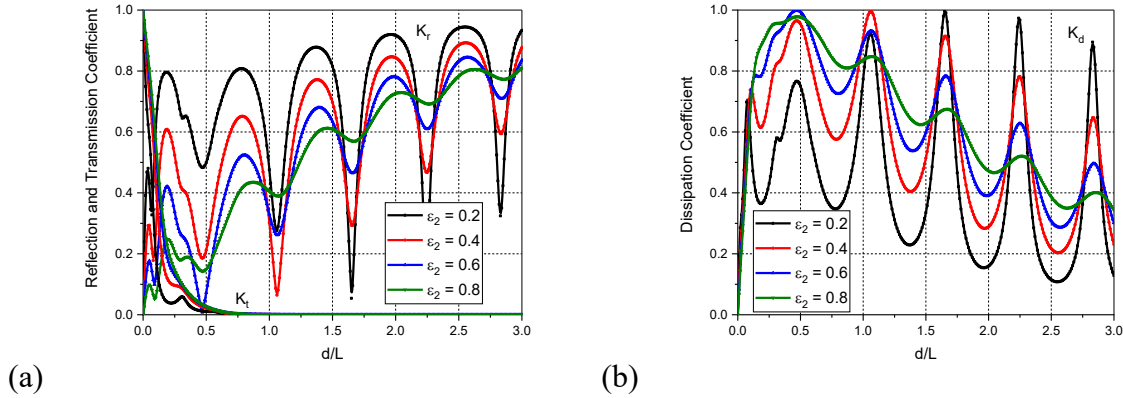 Reflection and Transmission Coefficient
1.0
0.8
0.6
0.4
0.2
0.0
K_r
K_t
ε₂ = 0.2
ε₂ = 0.4
ε₂ = 0.6
ε₂ = 0.8
0.0 0.5 1.0 1.5 2.0 2.5 3.0
d/L
(a)
Dissipation Coefficient
1.0
0.8
0.6
0.4
0.2
0.0
K_d
ε₂ = 0.2
ε₂ = 0.4
ε₂ = 0.6
ε₂ = 0.8
0.0 0.5 1.0 1.5 2.0 2.5 3.0
d/L
(b)